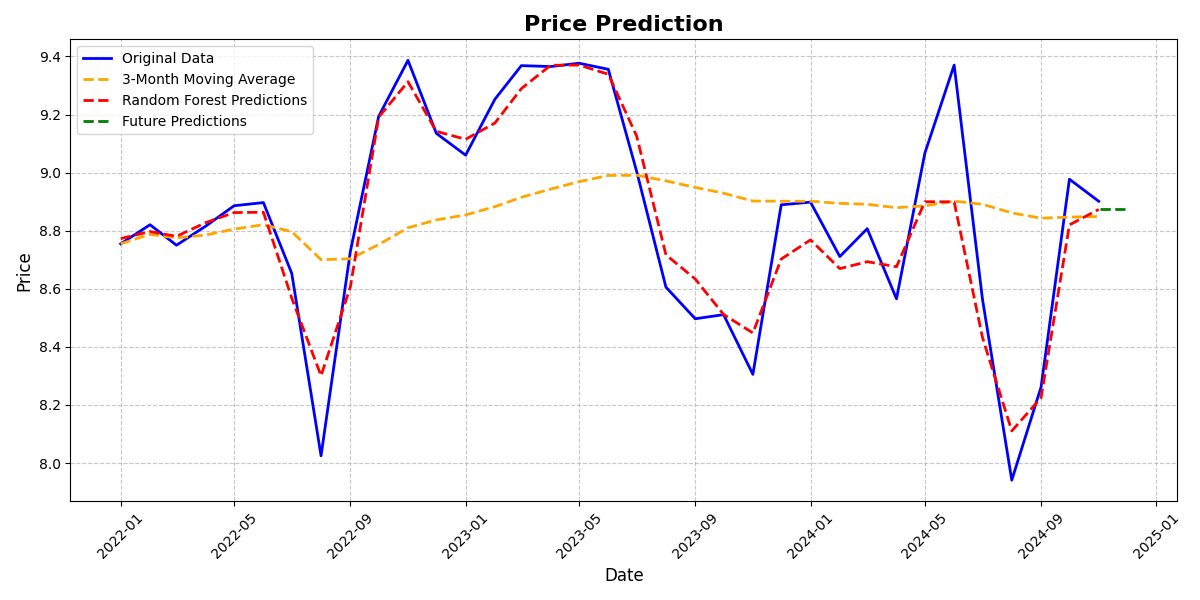 Price Prediction
Original Data
3-Month Moving Average
Random Forest Predictions
Future Predictions
Price
9.4
9.2
9.0
8.8
8.6
8.4
8.2
8.0
2022-01
2022-05
2022-09
2023-01
2023-05
2023-09
2024-01
2024-05
2024-09
2025-01
Date